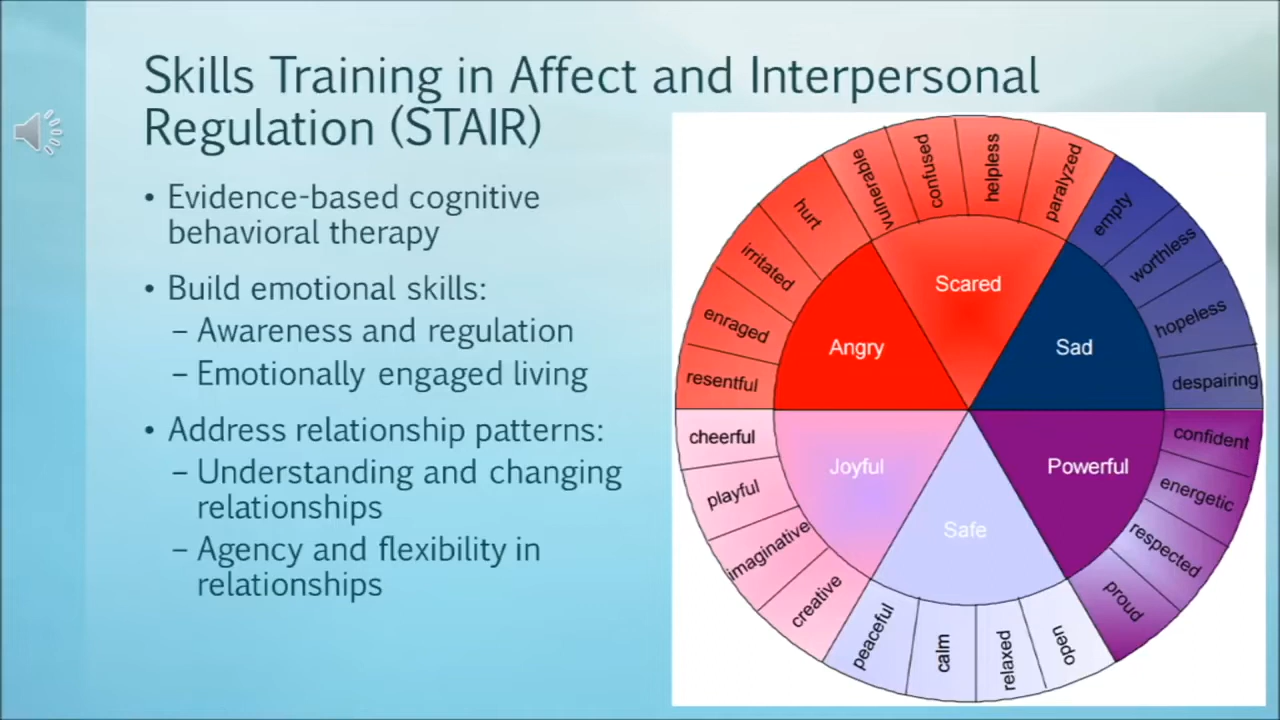 Skills Training in Affect and Interpersonal
Regulation (STAIR)
• Evidence-based cognitive
behavioral therapy
• Build emotional skills:
– Awareness and regulation
– Emotionally engaged living
• Address relationship patterns:
– Understanding and changing
relationships
– Agency and flexibility in
relationships
Angry
hurt
irritated
enraged
resentful
Scared
vulnerable
confused
helpless
paralyzed
Sad
empty
worthless
hopeless
despairing
Powerful
confident
energetic
respected
proud
Safe
peaceful
calm
relaxed
open
Joyful
cheerful
playful
imaginative
creative